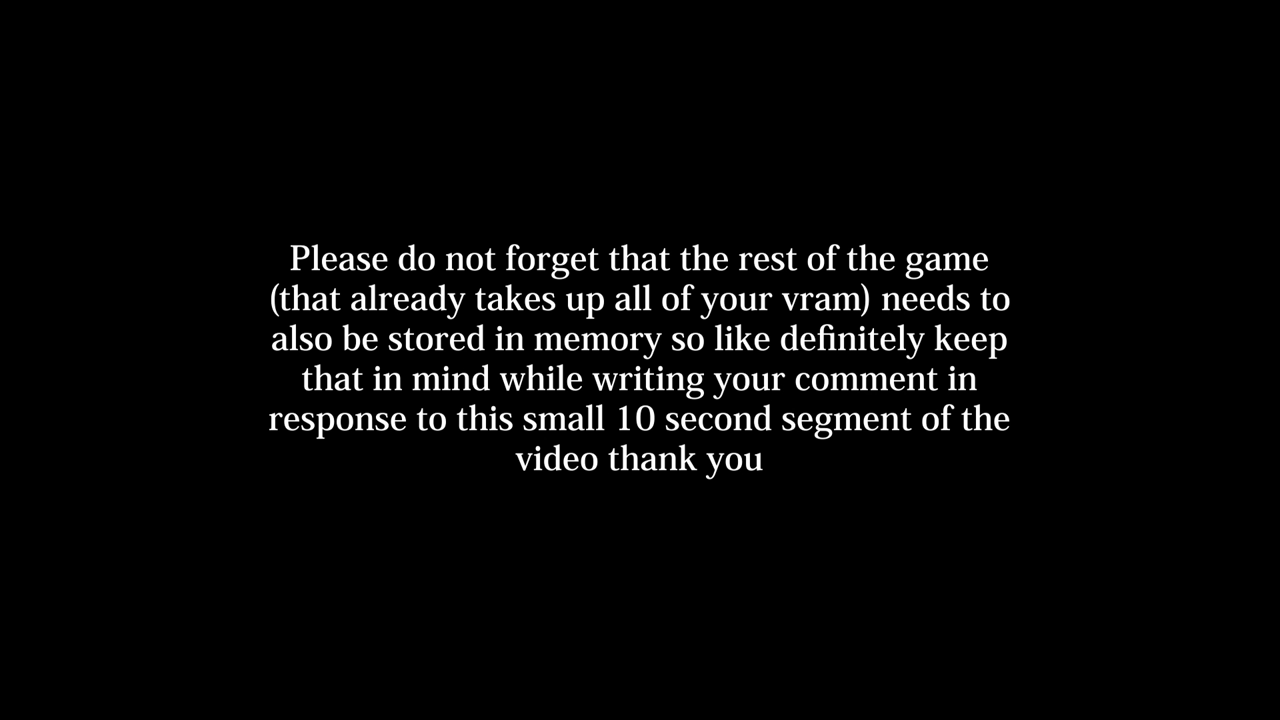 Please do not forget that the rest of the game
(that already takes up all of your vram) needs to
also be stored in memory so like definitely keep
that in mind while writing your comment in
response to this small 10 second segment of the
video thank you